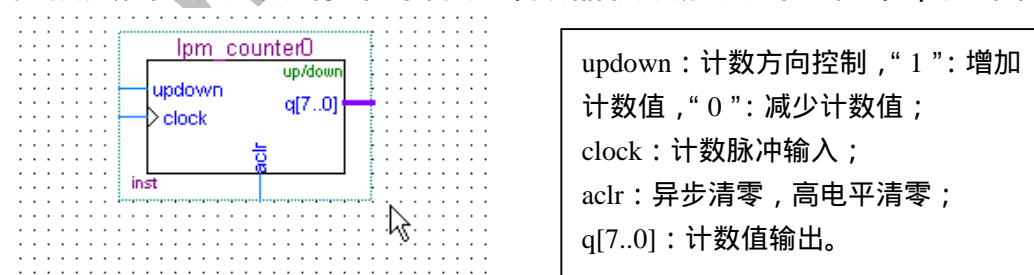 lpm_counter0
up/down
updown
q[7..0]
clock
aclr
inst
updown：计数方向控制，“1”：增加
计数值，“0”：减少计数值；
clock：计数脉冲输入；
aclr：异步清零，高电平清零；
q[7..0]：计数值输出。